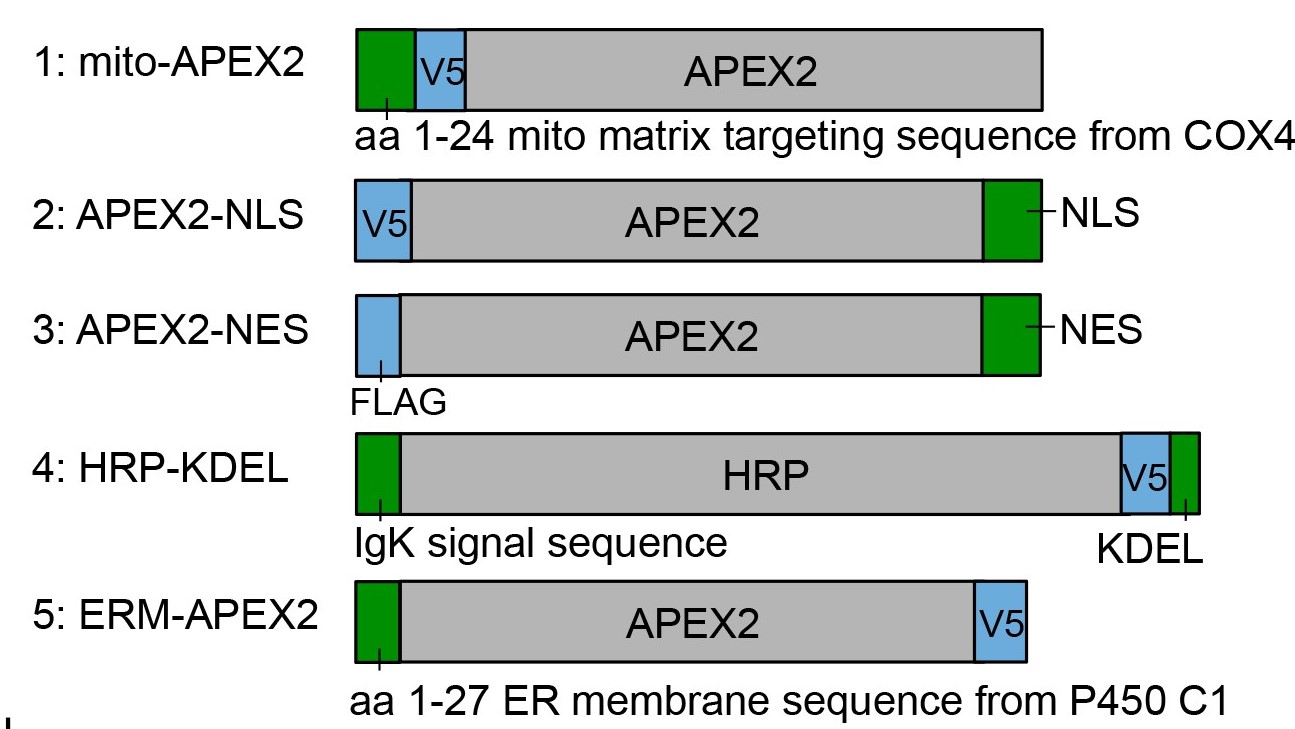 1: mito-APEX2
V5
APEX2
aa 1-24 mito matrix targeting sequence from COX4
2: APEX2-NLS
V5
APEX2
NLS
3: APEX2-NES
APEX2
NES
FLAG
4: HRP-KDEL
HRP
V5
IgK signal sequence
KDEL
5: ERM-APEX2
APEX2
V5
aa 1-27 ER membrane sequence from P450 C1